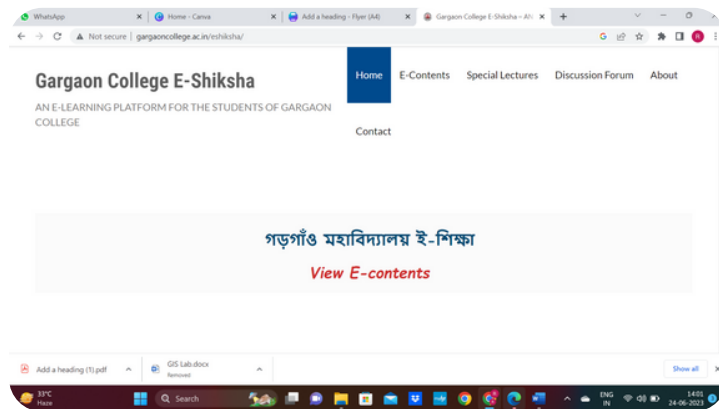 WhatsApp
Home - Canva
Add a heading - Flyer (A4)
Gargaon College E-Shiksha – AN
Not secure | gargaoncollege.ac.in/eshiksha/
Gargaon College E-Shiksha
AN E-LEARNING PLATFORM FOR THE STUDENTS OF GARGAON
COLLEGE
Home E-Contents Special Lectures Discussion Forum About
Contact
গড়গাঁও মহাবিদ্যালয় ই-শিক্ষা
View E-contents
Add a heading (1).pdf
GIS Lab.docx
Removed
Show all
33°C
Haze
Search
ENG
IN
14:01
24-06-2023